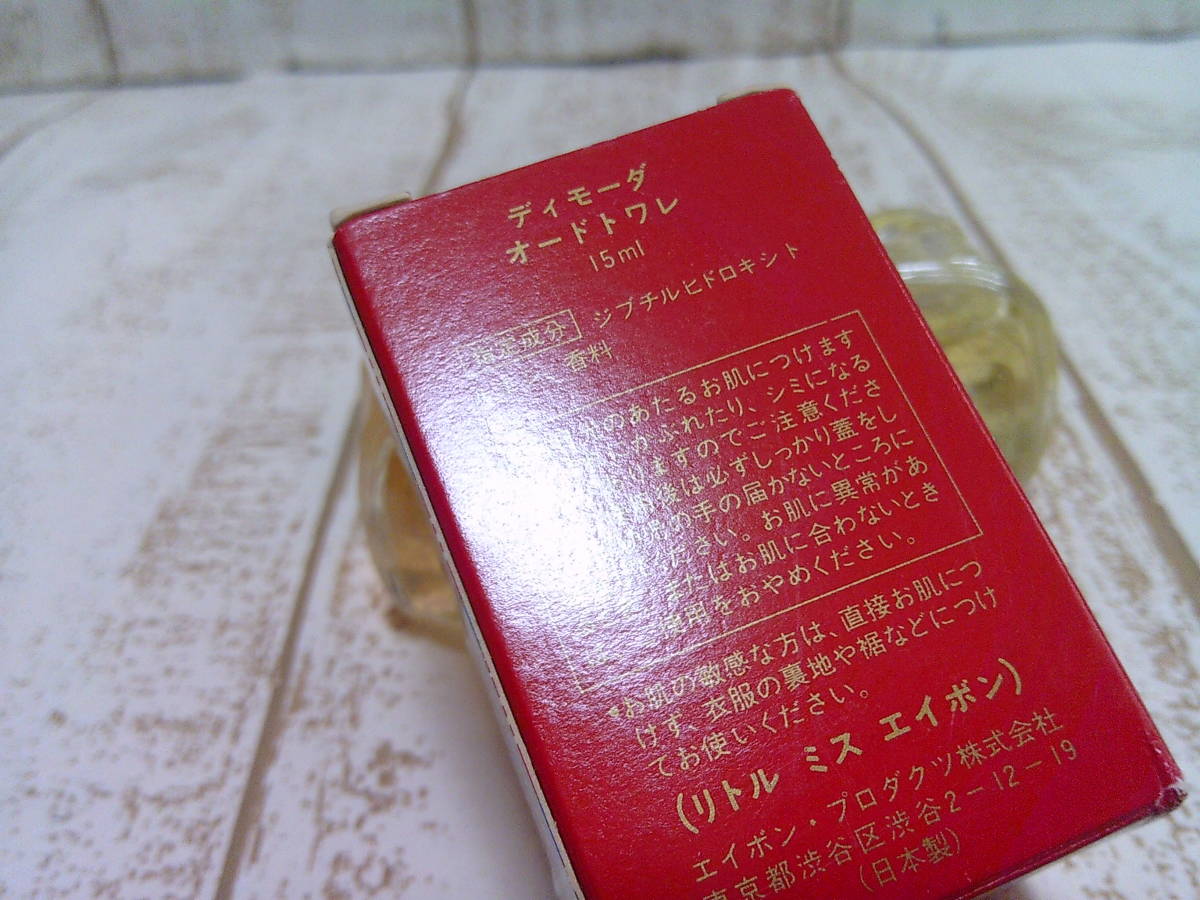 ディモーダ
オードトワレ
15ml
成分 ジブチルヒドロキシト
香料
のあたるお肌につけます
かぶれたり、シミになる
ますのでご注意くださ
後は必ずしっかり蓋をし
の手の届かないところに
ださい。お肌に異常があ
またはお肌に合わないとき
使用をおやめください。
お肌の敏感な方は、直接お肌につ
けず、衣服の裏地や裾などにつけ
てお使いください。
(リトル ミス エイボン)
エイボン・プロダクツ株式会社
東京都渋谷区渋谷2-12-19
(日本製)